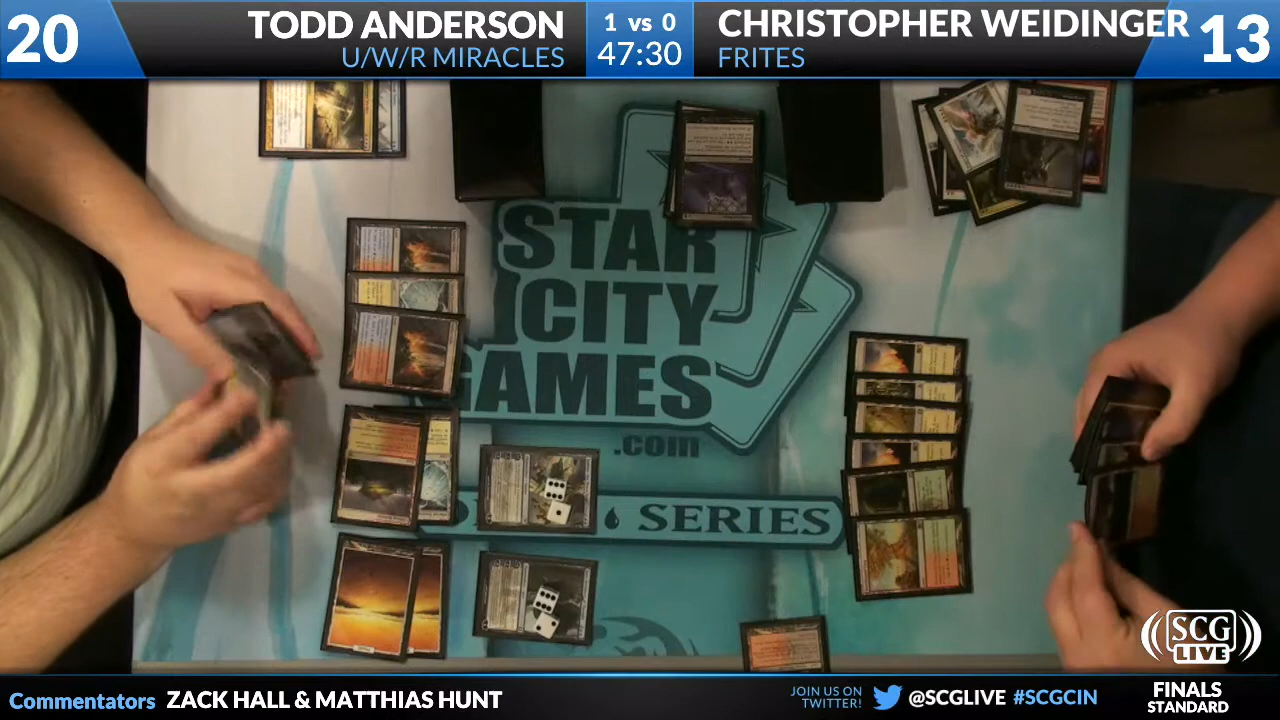 20
TODD ANDERSON
U/W/R MIRACLES
1 vs 0
47:30
CHRISTOPHER WEIDINGER
FRITES
13
STAR
CITY
GAMES
.com
SERIES
SCG
LIVE
Commentators ZACK HALL & MATTHIAS HUNT
JOIN US ON
TWITTER!
@SCGLIVE #SCGCIN
FINALS
STANDARD